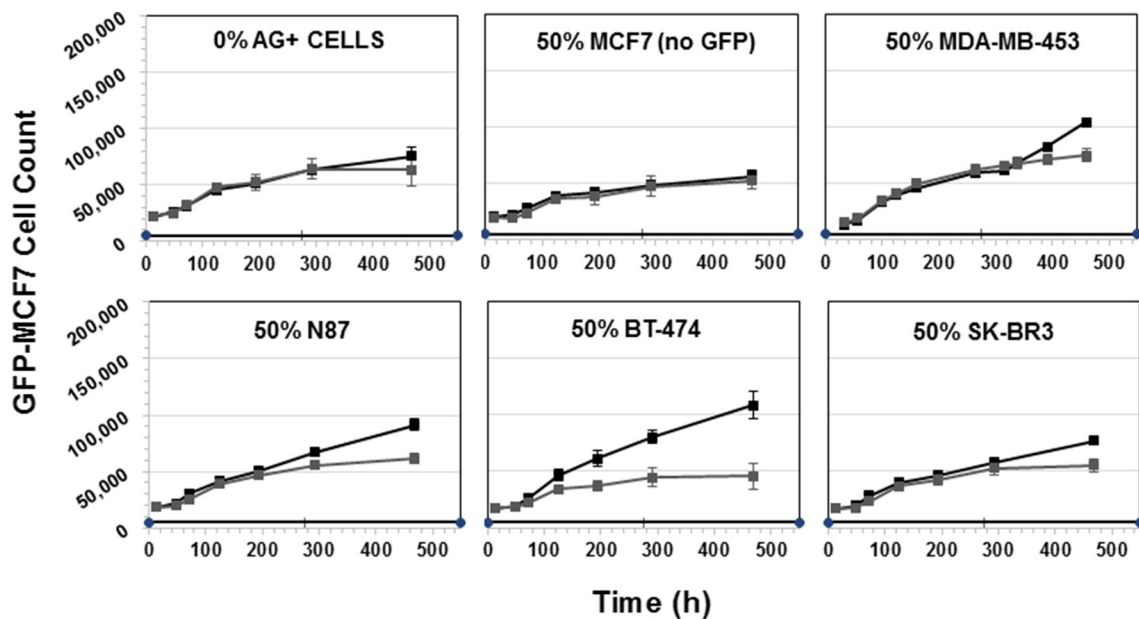 GFP-MCF7 Cell Count
0% AG+ CELLS
50% MCF7 (no GFP)
50% MDA-MB-453
200,000
150,000
100,000
50,000
0
0 100 200 300 400 500
0 100 200 300 400 500
0 100 200 300 400 500
50% N87
50% BT-474
50% SK-BR3
200,000
150,000
100,000
50,000
0
0 100 200 300 400 500
0 100 200 300 400 500
0 100 200 300 400 500
Time (h)